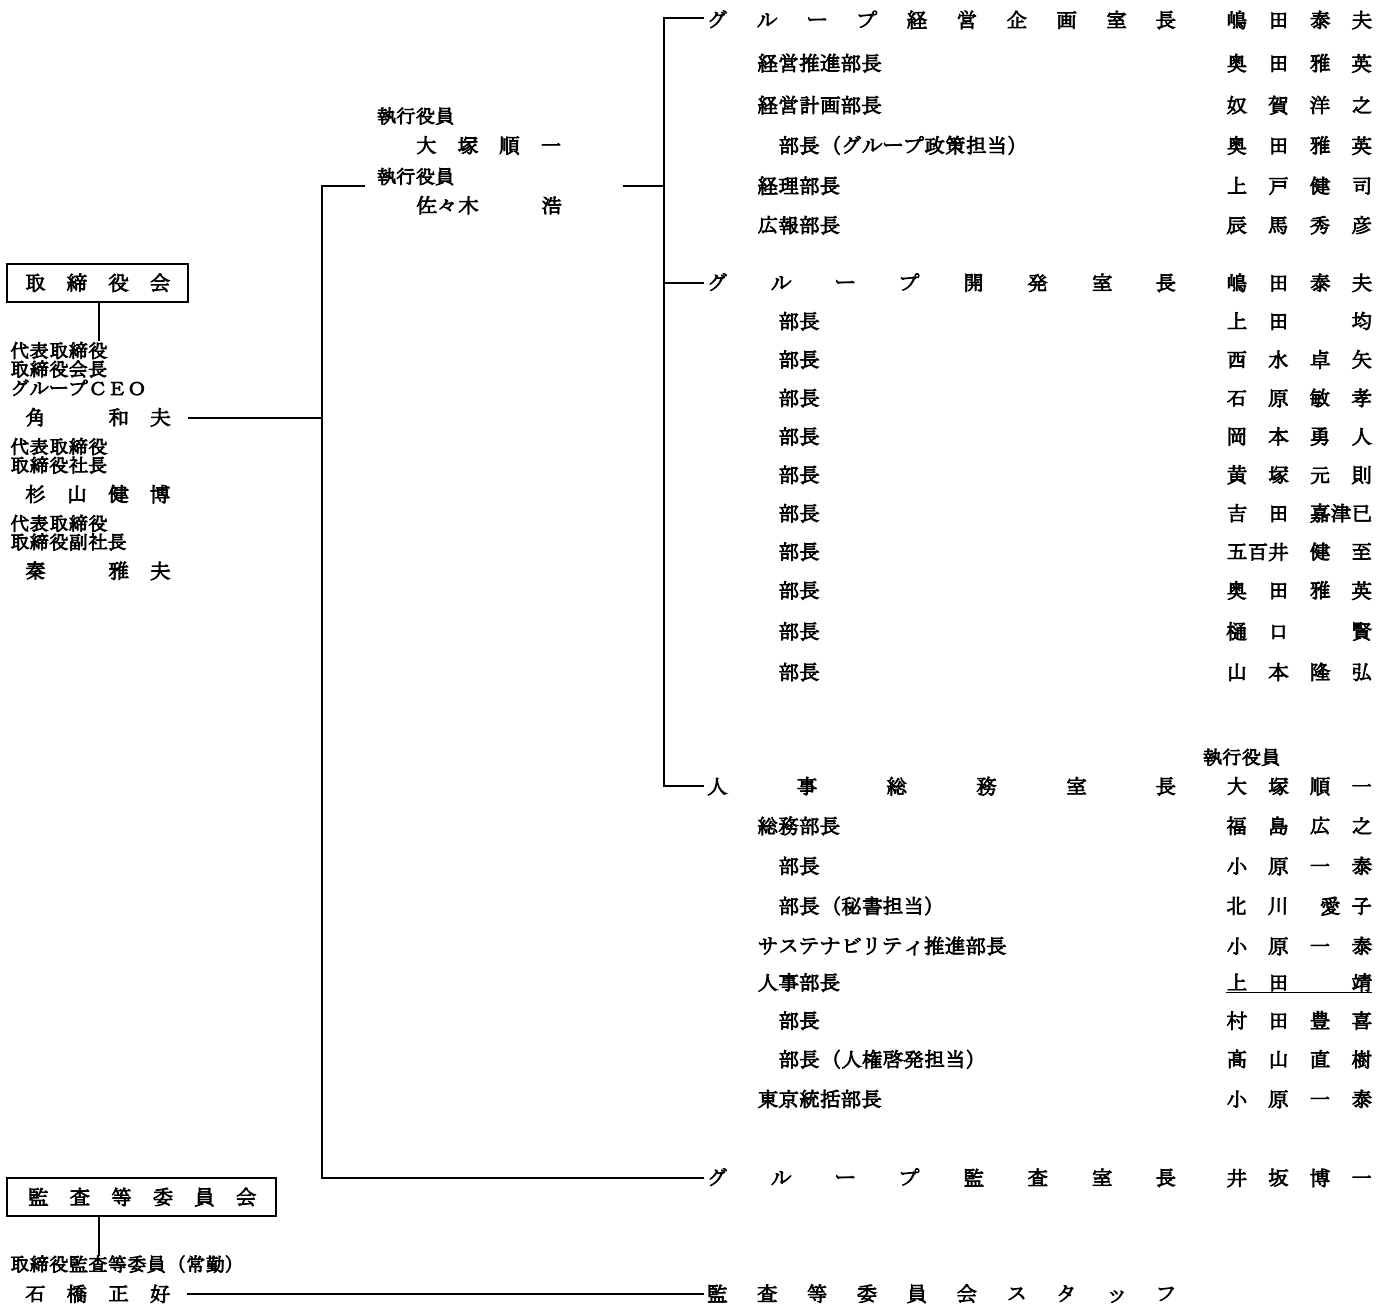 グループ経営企画室長 嶋田泰夫
経営推進部長 奥田雅英
経営計画部長 奴賀洋之
部長（グループ政策担当） 奥田雅英
経理部長 上戸健司
広報部長 辰馬秀彦
執行役員
大塚順一
執行役員
佐々木 浩
取締役会
代表取締役
取締役会長
グループＣＥＯ
角 和夫
代表取締役
取締役社長
杉山健博
代表取締役
取締役副社長
秦 雅夫
グループ開発室長 嶋田泰夫
部長 上田 均
部長 西水卓矢
部長 石原敏孝
部長 岡本勇人
部長 黄塚元則
部長 吉田嘉津巳
部長 五百井健至
部長 奥田雅英
部長 樋口 賢
部長 山本隆弘
執行役員
人事総務室長 大塚順一
総務部長 福島広之
部長 小原一泰
部長（秘書担当） 北川愛子
サステナビリティ推進部長 小原一泰
人事部長 上田 靖
部長 村田豊喜
部長（人権啓発担当） 髙山直樹
東京統括部長 小原一泰
グループ監査室長 井坂博一
監査等委員会
取締役監査等委員（常勤）
石橋正好
監査等委員会スタッフ